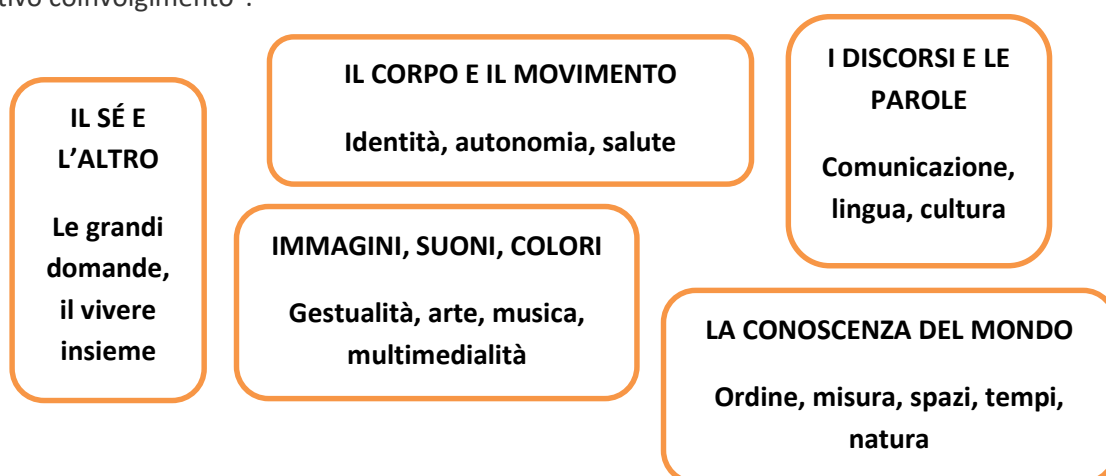 tivo coinvolgimento".
IL SÉ E
L'ALTRO
Le grandi
domande,
il vivere
insieme
IL CORPO E IL MOVIMENTO
Identità, autonomia, salute
I DISCORSI E LE
PAROLE
Comunicazione,
lingua, cultura
IMMAGINI, SUONI, COLORI
Gestualità, arte, musica,
multimedialità
LA CONOSCENZA DEL MONDO
Ordine, misura, spazi, tempi,
natura